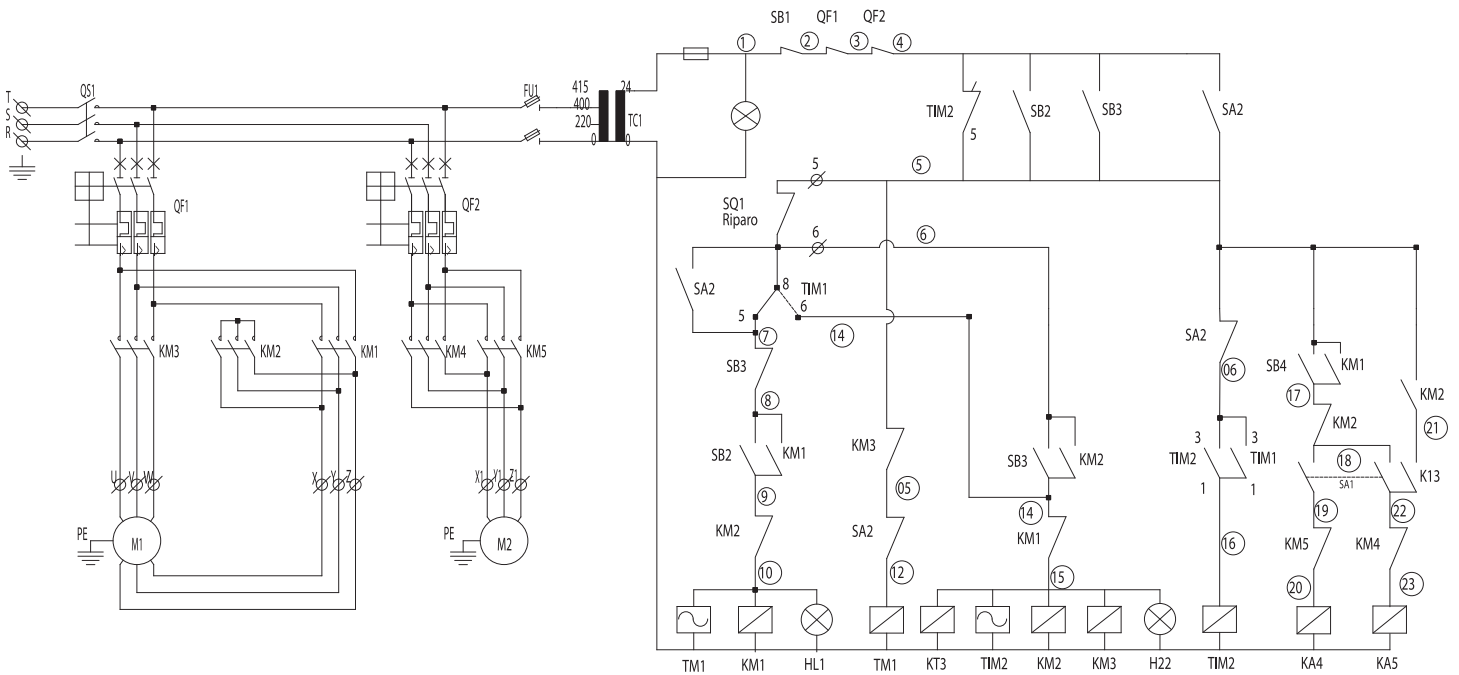 SB1 QF1 QF2
1 2 3 4
T QS1 FU1 415 24
S 400
R 220 TC1
0 0
TIM2 SB2 SB3 SA2
5
5 5
QF1 QF2
SQ1
Riparo
6 6
SA2 8 TIM1
5 6
7 14
KM3 KM2 KM1 KM4 KM5
SB3 SA2 SB4 KM1
06
8 17 KM2
KM2 21
SB2 KM1 KM3 SB3 KM2 3 3
TIM2 TIM1 18 K13
SA1
U V W X Y Z X1 Y1 Z1
9 05 1 1
14 19 22
KM2 SA2 KM1 KM5 KM4
PE M1 PE M2
16
10 12 15 20 23
TM1 KM1 HL1 TM1 KT3 TIM2 KM2 KM3 H22 TIM2 KA4 KA5